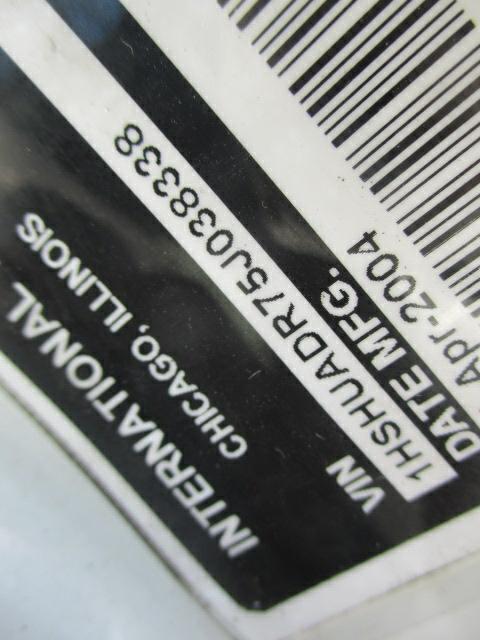 INTERNATIONAL
CHICAGO, ILLINOIS
VIN
1HSHUADR75J038338
DATE MFG.
Apr-2004